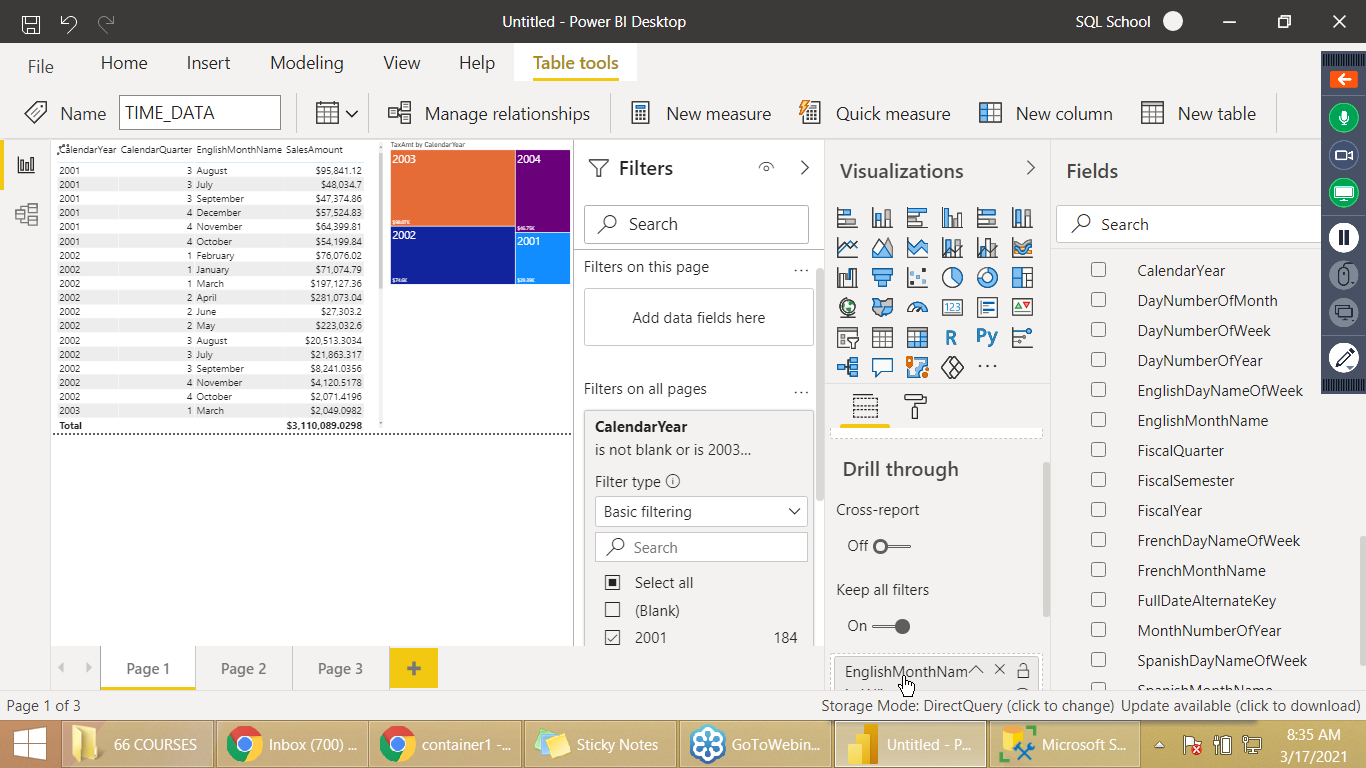 Untitled - Power BI Desktop
SQL School
File
Home
Insert
Modeling
View
Help
Table tools
Name
TIME_DATA
Manage relationships
New measure
Quick measure
New column
New table
CalendarYear CalendarQuarter EnglishMonthName SalesAmount
2001 3 August $95,841.12
2001 3 July $48,034.7
2001 3 September $47,374.86
2001 4 December $57,524.83
2001 4 November $64,399.81
2001 4 October $54,199.84
2002 1 February $76,076.02
2002 1 January $71,074.79
2002 1 March $197,127.36
2002 2 April $281,073.04
2002 2 June $27,303.2
2002 2 May $223,032.6
2002 3 August $20,513.3034
2002 3 July $21,863.317
2002 3 September $8,241.0356
2002 4 November $4,120.5178
2002 4 October $2,071.4196
2003 1 March $2,049.0982
Total $3,110,089.0298
TaxAmt by CalendarYear
2003
2004
2002
2001
Filters
Search
Filters on this page
...
Add data fields here
Filters on all pages
...
CalendarYear
is not blank or is 2003...
Filter type
Basic filtering
Search
Select all
(Blank)
2001 184
Visualizations
123
R
Py
...
Drill through
Cross-report
Off
Keep all filters
On
EnglishMonthNam
Fields
Search
CalendarYear
DayNumberOfMonth
DayNumberOfWeek
DayNumberOfYear
EnglishDayNameOfWeek
EnglishMonthName
FiscalQuarter
FiscalSemester
FiscalYear
FrenchDayNameOfWeek
FrenchMonthName
FullDateAlternateKey
MonthNumberOfYear
SpanishDayNameOfWeek
SpanishMonthName
Page 1
Page 2
Page 3
+
Page 1 of 3
Storage Mode: DirectQuery (click to change)
Update available (click to download)
66 COURSES
Inbox (700) ...
container1 -...
Sticky Notes
GoToWebin...
Untitled - P...
Microsoft S...
8:35 AM
3/17/2021